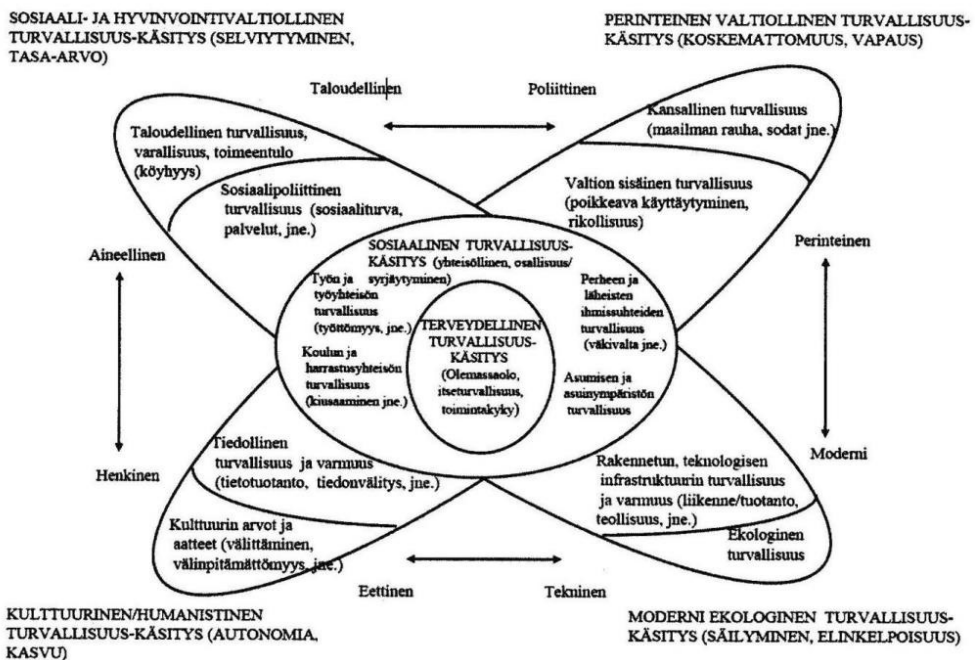 SOSIAALI- JA HYVINVOINTIVALTIOLLINEN
TURVALLISUUS-KÄSITYS (SELVIYTYMINEN,
TASA-ARVO)
PERINTEINEN VALTIOLLINEN TURVALLISUUS-
KÄSITYS (KOSKEMATTOMUUS, VAPAUS)
Taloudellinen
Poliittinen
Taloudellinen turvallisuus,
varallisuus, toimeentulo
(köyhyys)
Sosiaalipoliittinen
turvallisuus (sosiaaliturva,
palvelut, jne.)
Kansallinen turvallisuus
(maailman rauha, sodat jne.)
Valtion sisäinen turvallisuus
(poikkeava käyttäytyminen,
rikollisuus)
Aineellinen
Perinteinen
SOSIAALINEN TURVALLISUUS-
KÄSITYS (yhteisöllinen, osallisuus/
syrjäytyminen)
Työn ja
työyhteisön
turvallisuus
(työttömyys, jne.)
Perheen ja
läheisten
ihmissuhteiden
turvallisuus
(väkivalta jne.)
TERVEYDELLINEN
TURVALLISUUS-
KÄSITYS
(Olemassaolo,
itseturvallisuus,
toimintakyky)
Koulun ja
harrastusyhteisön
turvallisuus
(kiusaaminen jne.)
Asumisen ja
asuinympäristön
turvallisuus
Henkinen
Moderni
Tiedollinen
turvallisuus ja varmuus
(tietotuotanto, tiedonvälitys, jne.)
Kulttuurin arvot ja
aatteet (välittäminen,
välinpitämättömyys, jne.)
Rakennetun, teknologisen
infrastruktuurin turvallisuus
ja varmuus (liikenne/tuotanto,
teollisuus, jne.)
Ekologinen
turvallisuus
Eettinen
Tekninen
KULTTUURINEN/HUMANISTINEN
TURVALLISUUS-KÄSITYS (AUTONOMIA,
KASVU)
MODERNI EKOLOGINEN TURVALLISUUS-
KÄSITYS (SÄILYMINEN, ELINKELPOISUUS)